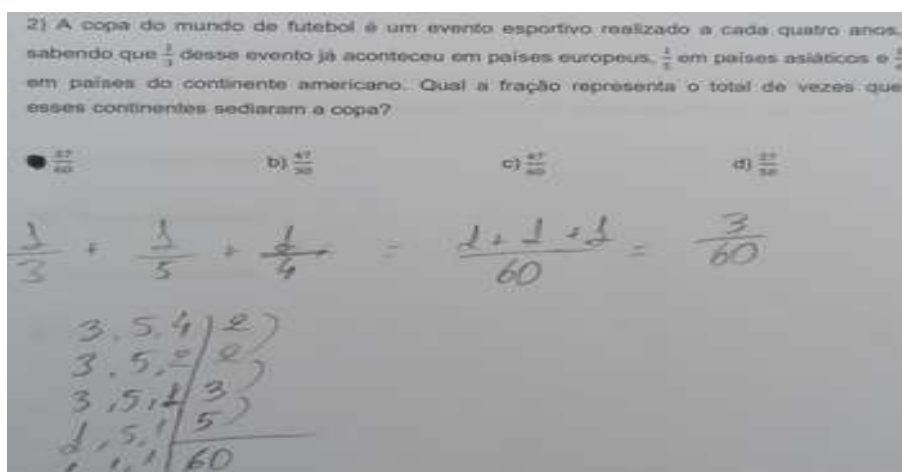 2) A copa do mundo de futebol é um evento esportivo realizado a cada quatro anos,
sabendo que desse evento já aconteceu em países europeus, 1/5 em países asiáticos e
em países do continente americano. Qual a fração representa o total de vezes que
esses continentes sediaram a copa?
b) c) 47/60 d)
1/3 + 1/5 + 1/4 = 1+1+1/60 = 3/60
3, 5, 4 | 2
3, 5, 2 | 2
3, 5, 1 | 3
1, 5, 1 | 5
1, 1, 1 | 60